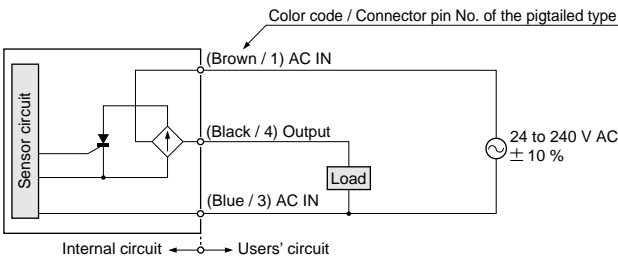 Color code / Connector pin No. of the pigtailed type
(Brown / 1) AC IN
Sensor circuit
(Black / 4) Output
24 to 240 V AC
± 10 %
Load
(Blue / 3) AC IN
Internal circuit
Users' circuit